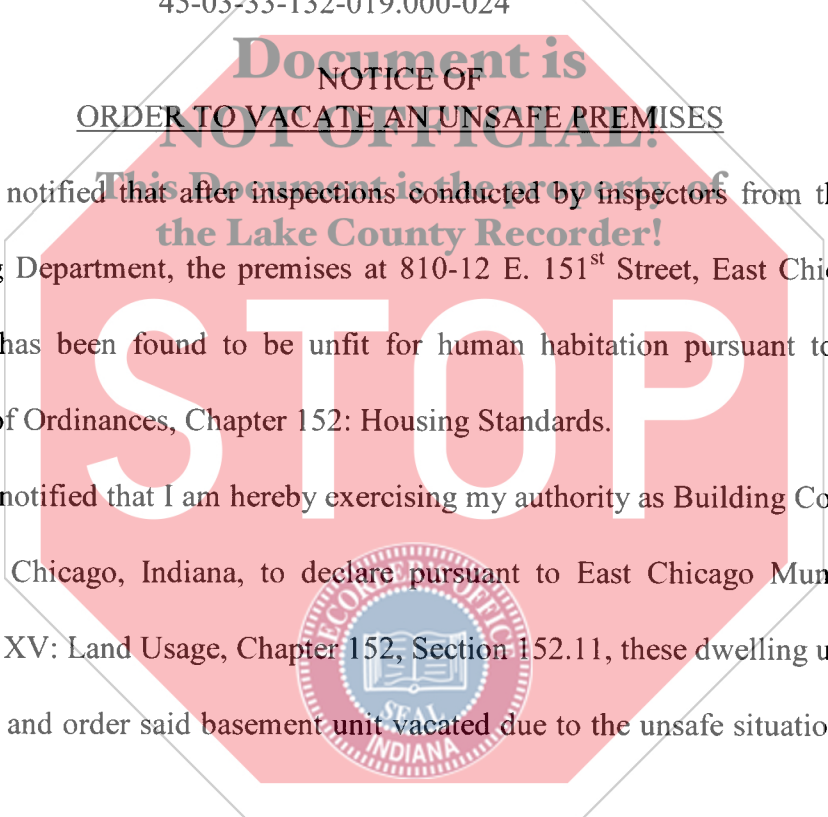 45-03-33-132-019.000-024
Document is
NOTICE OF
NOT OFFICIAL!
ORDER TO VACATE AN UNSAFE PREMISES
This Document is the property of
notified that after inspections conducted by inspectors from th
the Lake County Recorder!
g Department, the premises at 810-12 E. 151st Street, East Chi
has been found to be unfit for human habitation pursuant to
of Ordinances, Chapter 152: Housing Standards.
STOP
notified that I am hereby exercising my authority as Building Co
Chicago, Indiana, to declare pursuant to East Chicago Mun
XV: Land Usage, Chapter 152, Section 152.11, these dwelling u
and order said basement unit vacated due to the unsafe situatio
SEAL
INDIANA